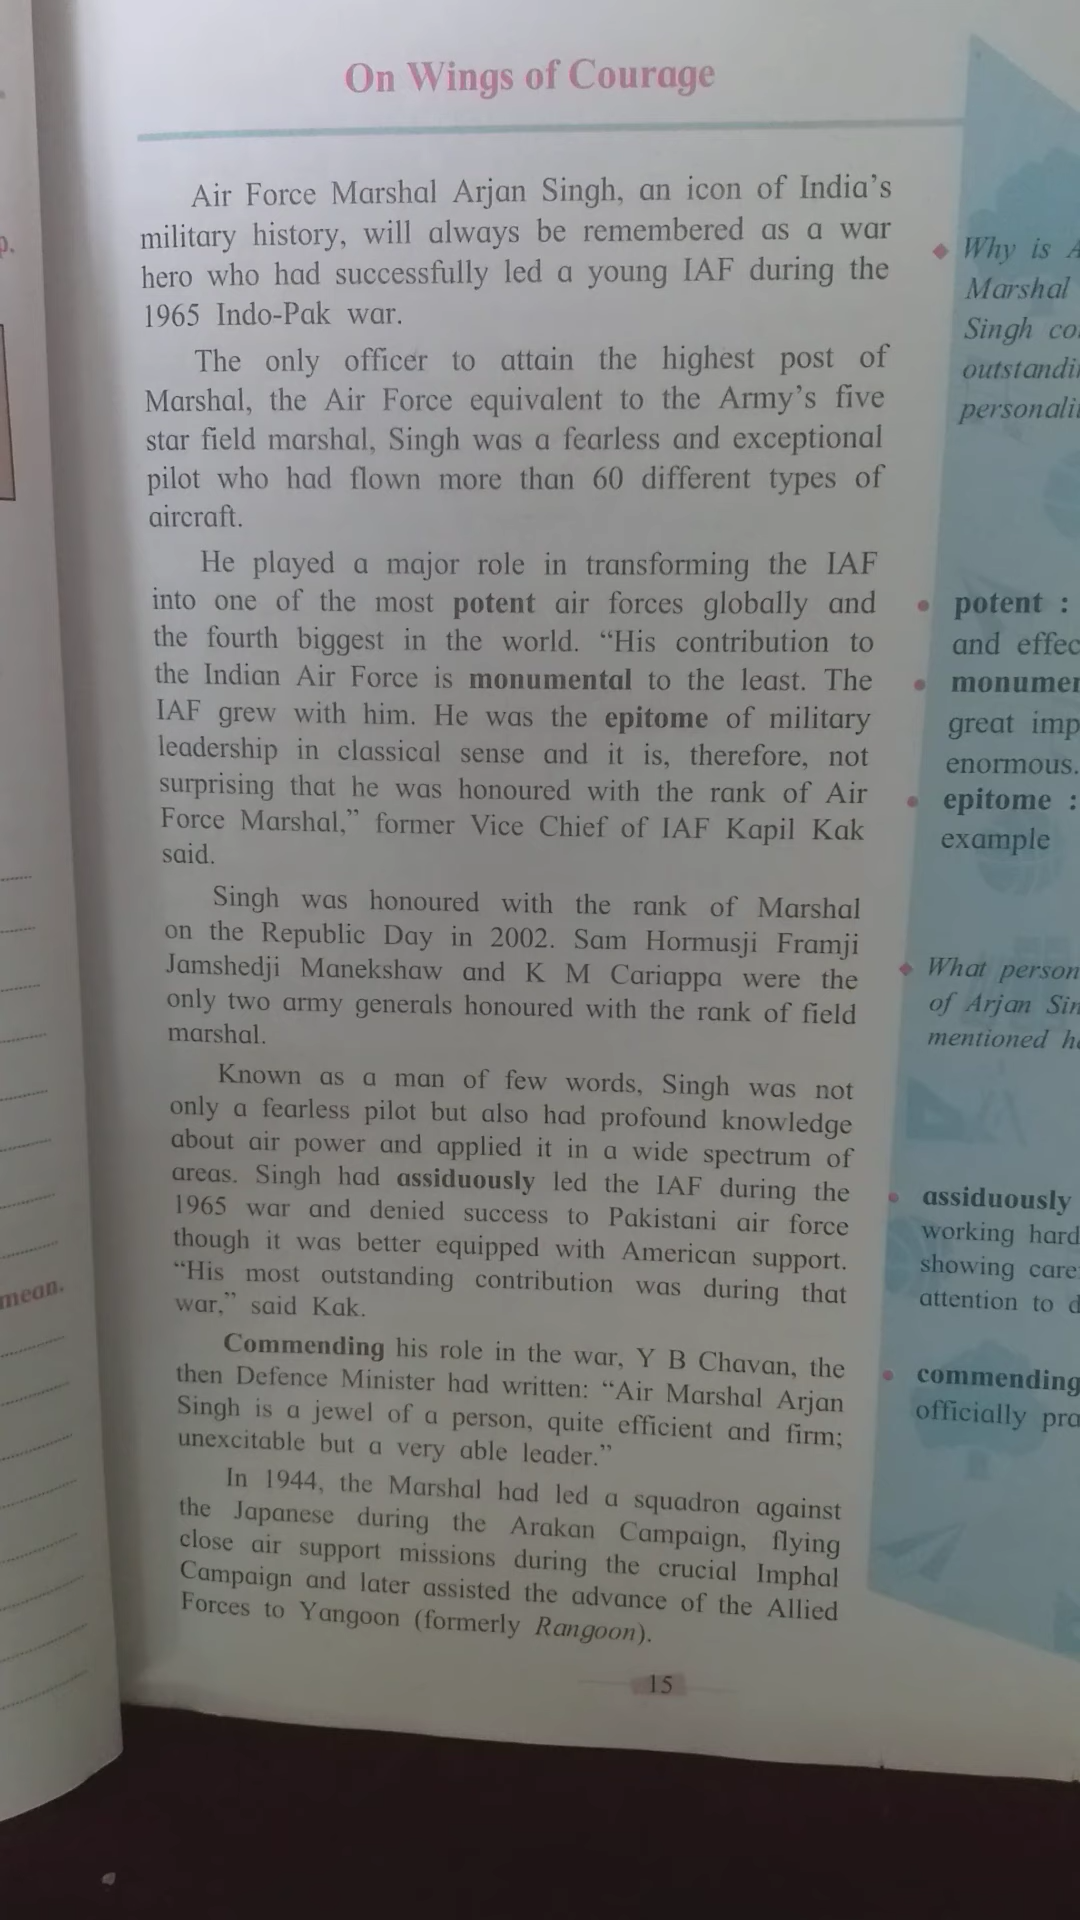 On Wings of Courage
Air Force Marshal Arjan Singh, an icon of India's
military history, will always be remembered as a war
hero who had successfully led a young IAF during the
1965 Indo-Pak war.
The only officer to attain the highest post of
Marshal, the Air Force equivalent to the Army's five
star field marshal, Singh was a fearless and exceptional
pilot who had flown more than 60 different types of
aircraft.
He played a major role in transforming the IAF
into one of the most potent air forces globally and
the fourth biggest in the world. “His contribution to
the Indian Air Force is monumental to the least. The
IAF grew with him. He was the epitome of military
leadership in classical sense and it is, therefore, not
surprising that he was honoured with the rank of Air
Force Marshal,” former Vice Chief of IAF Kapil Kak
said.
Singh was honoured with the rank of Marshal
on the Republic Day in 2002. Sam Hormusji Framji
Jamshedji Manekshaw and K M Cariappa were the
only two army generals honoured with the rank of field
marshal.
Known as a man of few words, Singh was not
only a fearless pilot but also had profound knowledge
about air power and applied it in a wide spectrum of
areas. Singh had assiduously led the IAF during the
1965 war and denied success to Pakistani air force
though it was better equipped with American support.
“His most outstanding contribution was during that
war,” said Kak.
Commending his role in the war, Y B Chavan, the
then Defence Minister had written: “Air Marshal Arjan
Singh is a jewel of a person, quite efficient and firm;
unexcitable but a very able leader.”
In 1944, the Marshal had led a squadron against
the Japanese during the Arakan Campaign, flying
close air support missions during the crucial Imphal
Campaign and later assisted the advance of the Allied
Forces to Yangoon (formerly Rangoon).
15
Why is
Marshal
Singh
potent :
and
great
enormous.
epitome :
example
What
of Arjan
mentioned
assiduously
working hard
showing
attention to
commending
officially
mean.